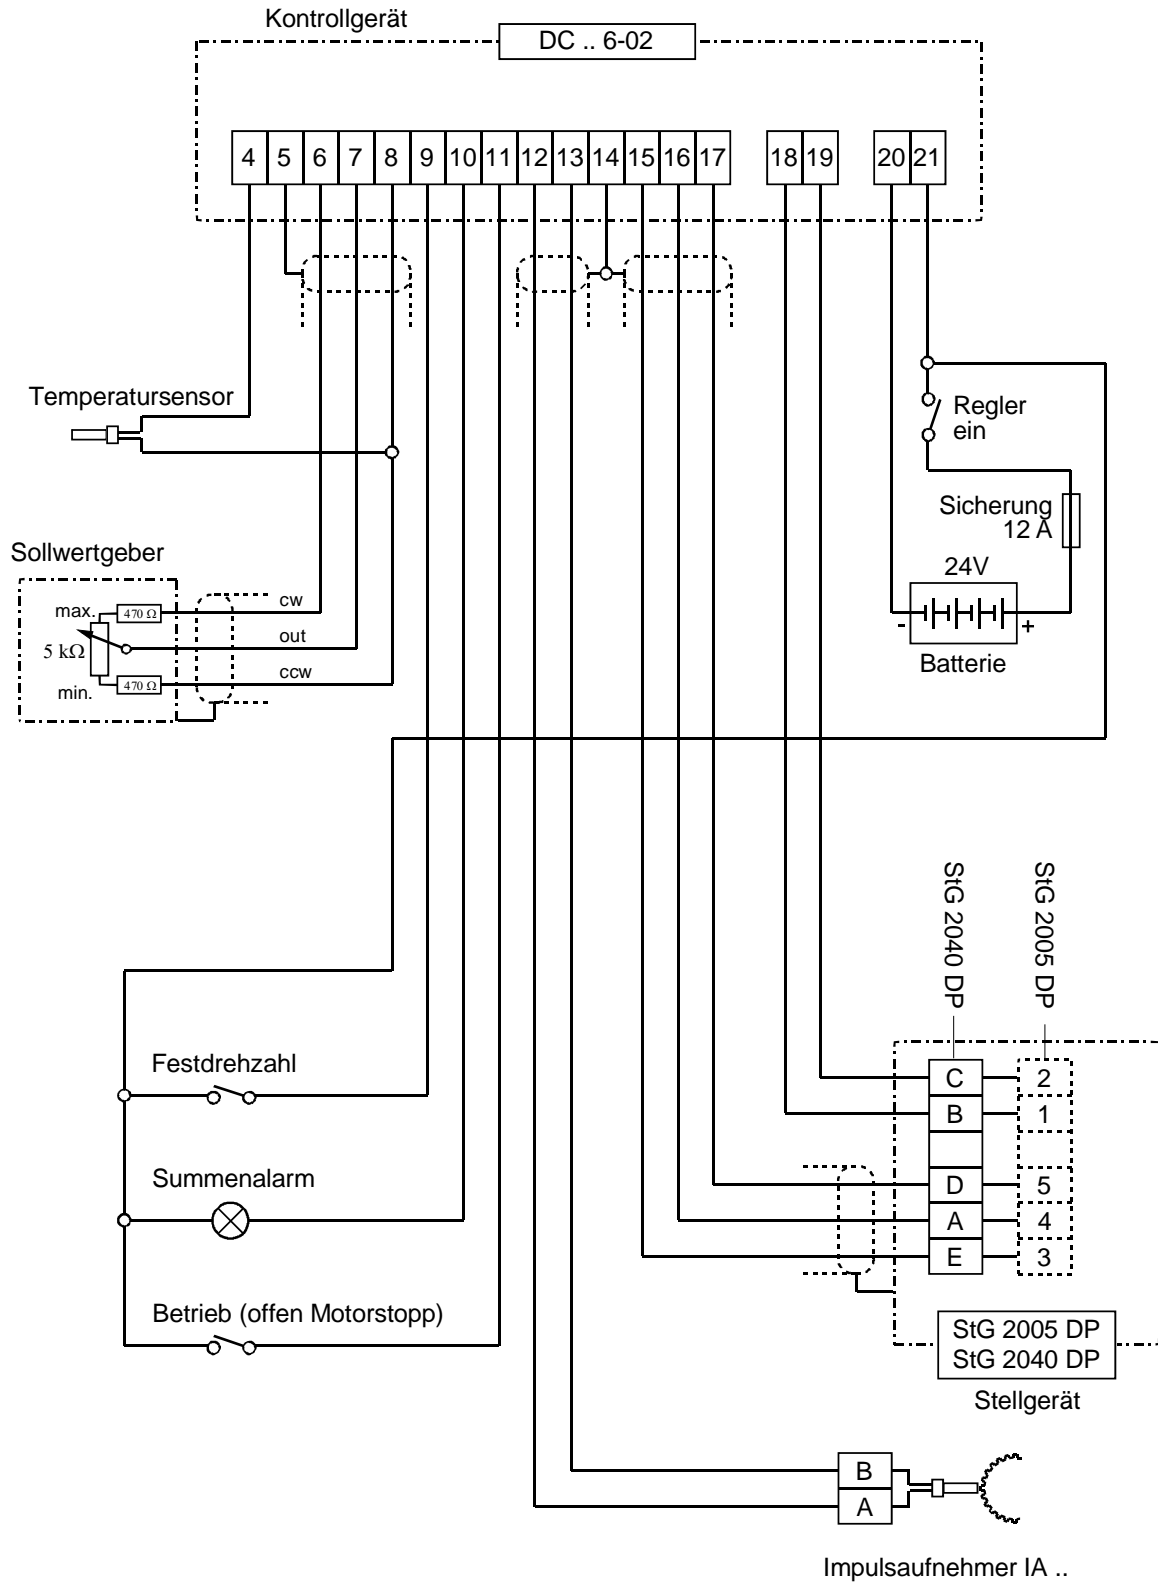 Kontrollgerät
DC .. 6-02
4 5 6 7 8 9 10 11 12 13 14 15 16 17 18 19 20 21
Temperatursensor
Regler
ein
Sicherung
12 A
Sollwertgeber
24V
max.
470 Ω
cw
5 kΩ
out
min.
470 Ω
ccw
- +
Batterie
StG 2040 DP
StG 2005 DP
Festdrehzahl
C 2
B 1
Summenalarm
D 5
A 4
E 3
Betrieb (offen Motorstopp)
StG 2005 DP
StG 2040 DP
Stellgerät
B
A
Impulsaufnehmer IA ..